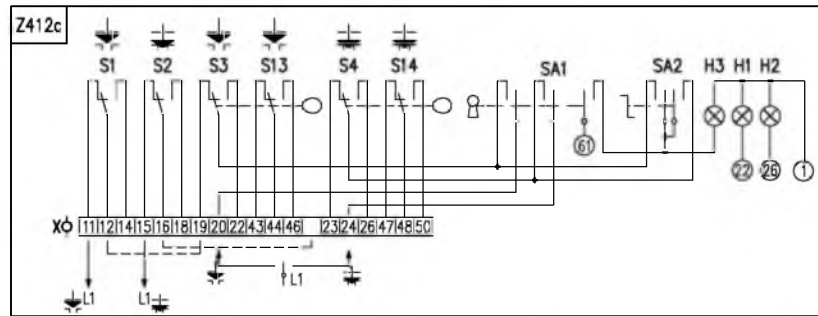 Z412c
S1 S2 S3 S13 S4 S14 SA1 SA2 H3 H1 H2
61 22 26 1
X 11 12 14 15 16 18 19 20 22 43 44 46 23 24 26 47 48 50
L1 L1 L1